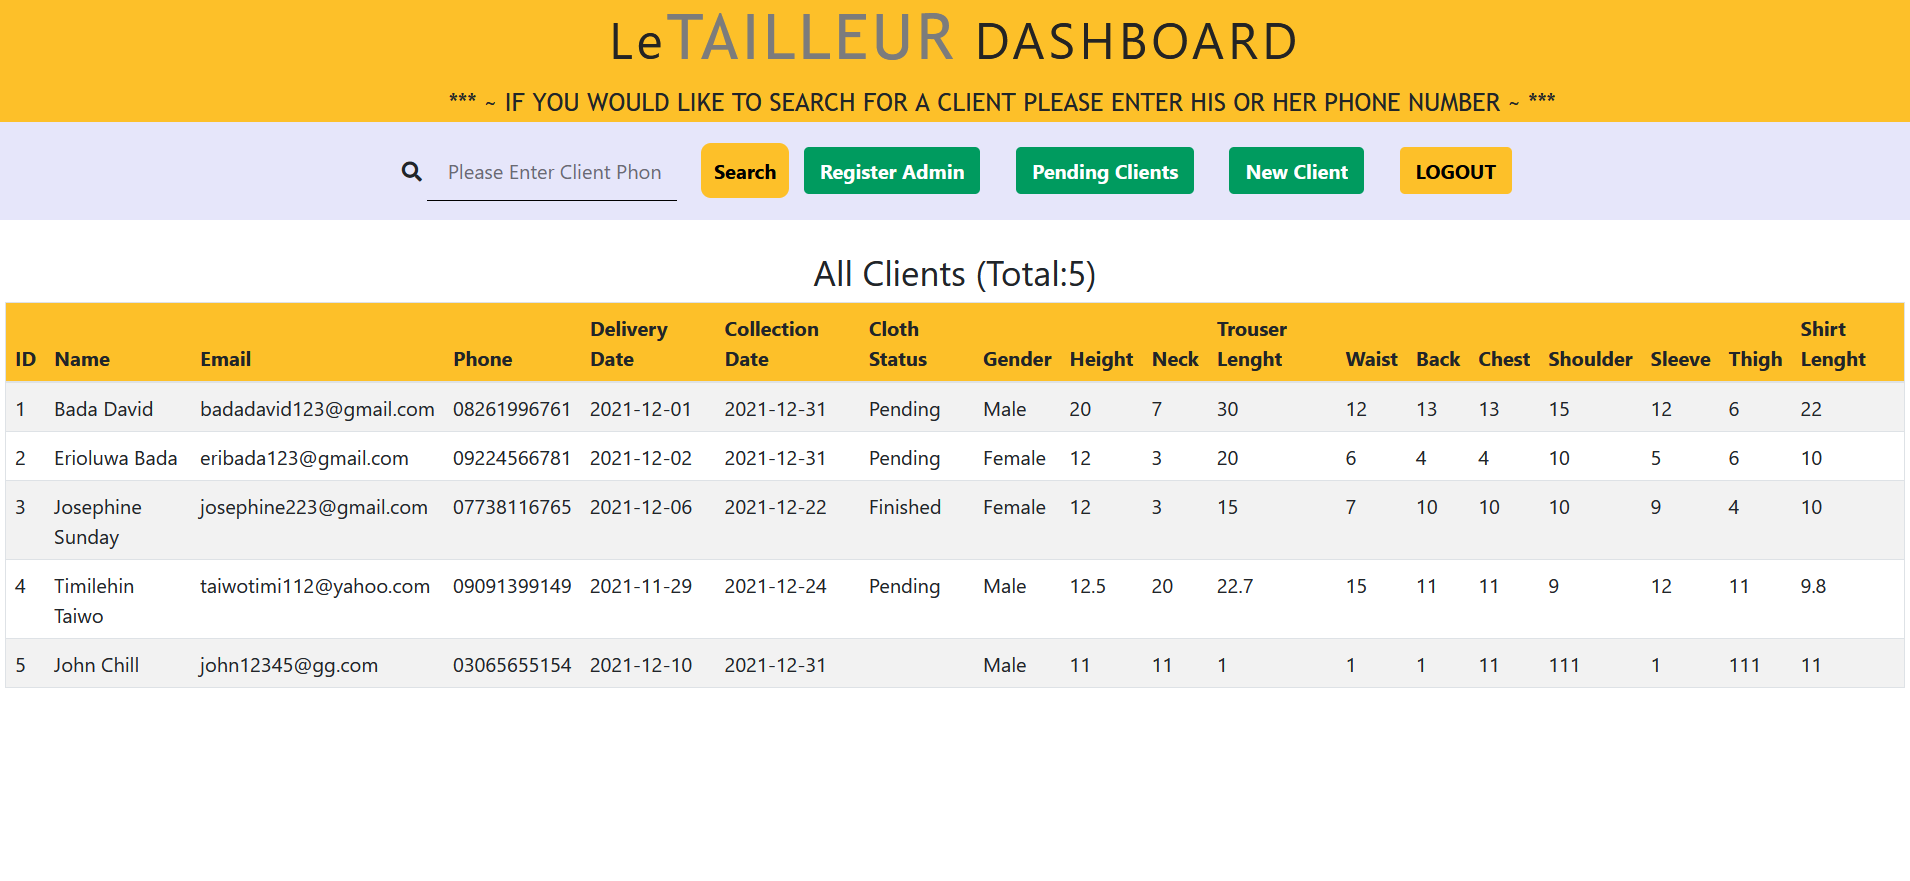 LeTAILLEUR DASHBOARD
*** ~ IF YOU WOULD LIKE TO SEARCH FOR A CLIENT PLEASE ENTER HIS OR HER PHONE NUMBER ~ ***
Please Enter Client Phon Search Register Admin Pending Clients New Client LOGOUT
All Clients (Total:5)
ID Name Email Phone Delivery Date Collection Date Cloth Status Gender Height Neck Trouser Lenght Waist Back Chest Shoulder Sleeve Thigh Shirt Lenght
1 Bada David badadavid123@gmail.com 08261996761 2021-12-01 2021-12-31 Pending Male 20 7 30 12 13 13 15 12 6 22
2 Erioluwa Bada eribada123@gmail.com 09224566781 2021-12-02 2021-12-31 Pending Female 12 3 20 6 4 4 10 5 6 10
3 Josephine Sunday josephine223@gmail.com 07738116765 2021-12-06 2021-12-22 Finished Female 12 3 15 7 10 10 10 9 4 10
4 Timilehin Taiwo taiwotimi112@yahoo.com 09091399149 2021-11-29 2021-12-24 Pending Male 12.5 20 22.7 15 11 11 9 12 11 9.8
5 John Chill john12345@gg.com 03065655154 2021-12-10 2021-12-31 Male 11 11 1 1 1 11 111 1 111 11